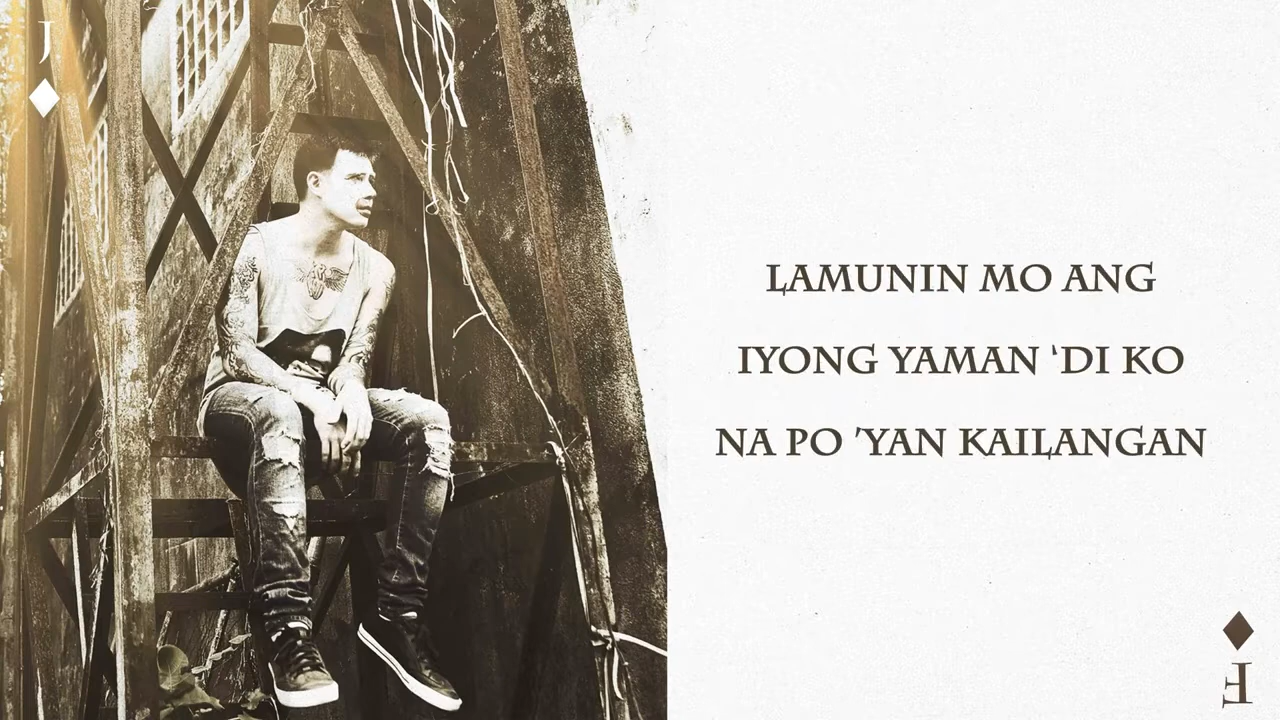 J
LAMUNIN MO ANG
IYONG YAMAN 'DI KO
NA PO 'YAN KAILANGAN
F